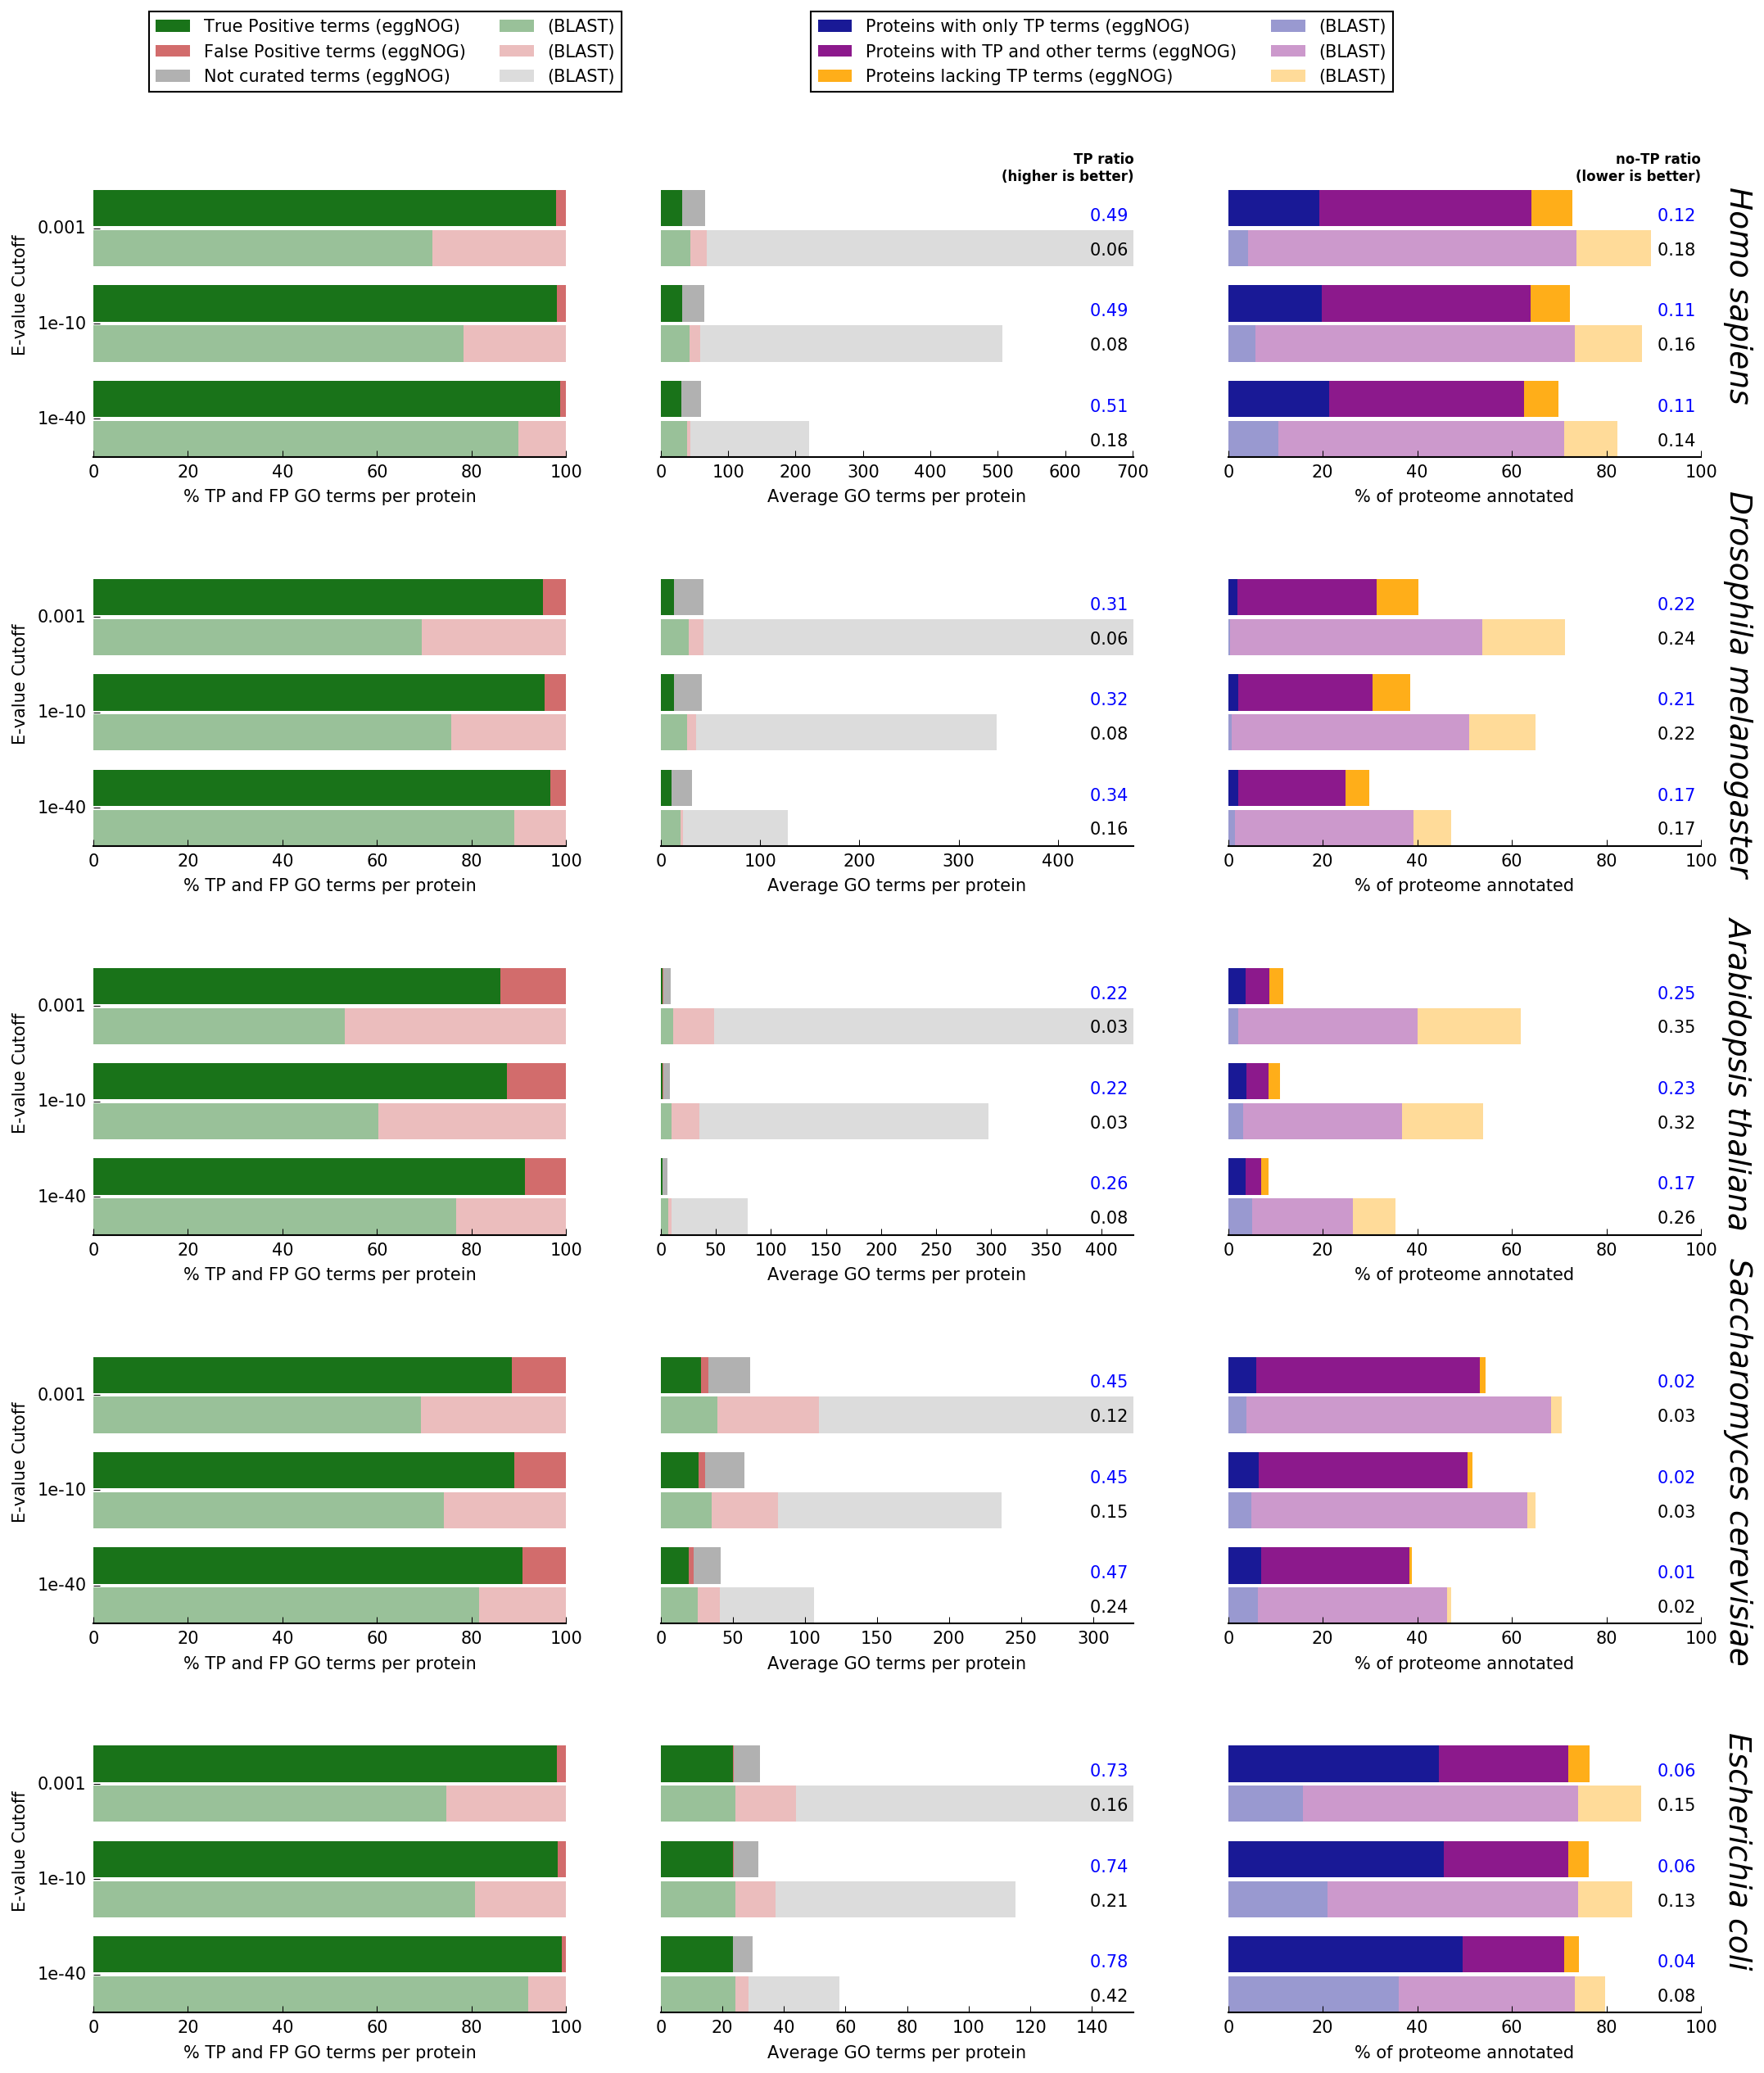 True Positive terms (eggNOG) (BLAST)
False Positive terms (eggNOG) (BLAST)
Not curated terms (eggNOG) (BLAST)
Proteins with only TP terms (eggNOG) (BLAST)
Proteins with TP and other terms (eggNOG) (BLAST)
Proteins lacking TP terms (eggNOG) (BLAST)
TP ratio
(higher is better)
no-TP ratio
(lower is better)
Homo sapiens
E-value Cutoff
0.001
0.49 0.12
0.06 0.18
1e-10
0.49 0.11
0.08 0.16
1e-40
0.51 0.11
0.18 0.14
0 20 40 60 80 100
0 100 200 300 400 500 600 700
0 20 40 60 80 100
% TP and FP GO terms per protein
Average GO terms per protein
% of proteome annotated
Drosophila melanogaster
E-value Cutoff
0.001
0.31 0.22
0.06 0.24
1e-10
0.32 0.21
0.08 0.22
1e-40
0.34 0.17
0.16 0.17
0 20 40 60 80 100
0 100 200 300 400
0 20 40 60 80 100
% TP and FP GO terms per protein
Average GO terms per protein
% of proteome annotated
Arabidopsis thaliana
E-value Cutoff
0.001
0.22 0.25
0.03 0.35
1e-10
0.22 0.23
0.03 0.32
1e-40
0.26 0.17
0.08 0.26
0 20 40 60 80 100
0 50 100 150 200 250 300 350 400
0 20 40 60 80 100
% TP and FP GO terms per protein
Average GO terms per protein
% of proteome annotated
Saccharomyces cerevisiae
E-value Cutoff
0.001
0.45 0.02
0.12 0.03
1e-10
0.45 0.02
0.15 0.03
1e-40
0.47 0.01
0.24 0.02
0 20 40 60 80 100
0 50 100 150 200 250 300
0 20 40 60 80 100
% TP and FP GO terms per protein
Average GO terms per protein
% of proteome annotated
Escherichia coli
E-value Cutoff
0.001
0.73 0.06
0.16 0.15
1e-10
0.74 0.06
0.21 0.13
1e-40
0.78 0.04
0.42 0.08
0 20 40 60 80 100
0 20 40 60 80 100 120 140
0 20 40 60 80 100
% TP and FP GO terms per protein
Average GO terms per protein
% of proteome annotated